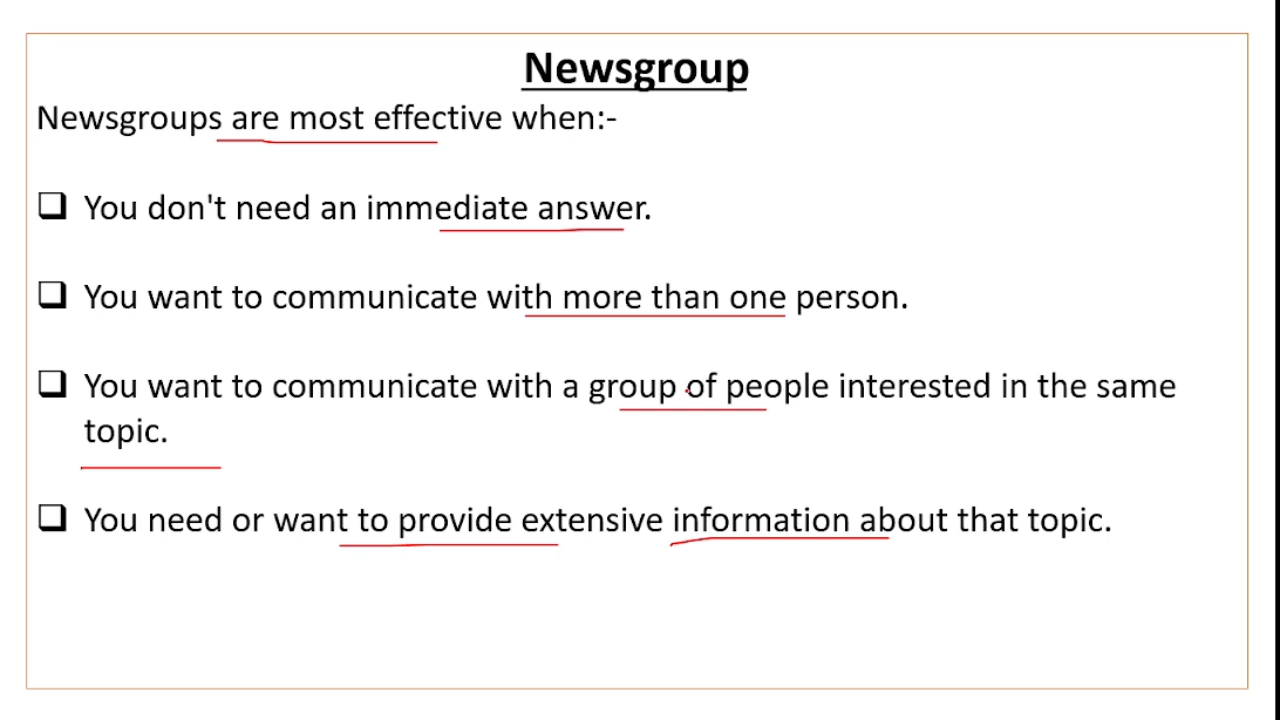 Newsgroup
Newsgroups are most effective when:-
❑ You don't need an immediate answer.
❑ You want to communicate with more than one person.
❑ You want to communicate with a group of people interested in the same
topic.
❑ You need or want to provide extensive information about that topic.